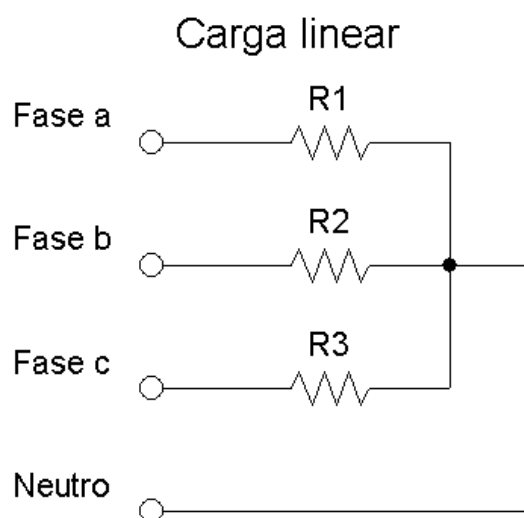 Carga linear
R1
Fase a
R2
Fase b
R3
Fase c
Neutro